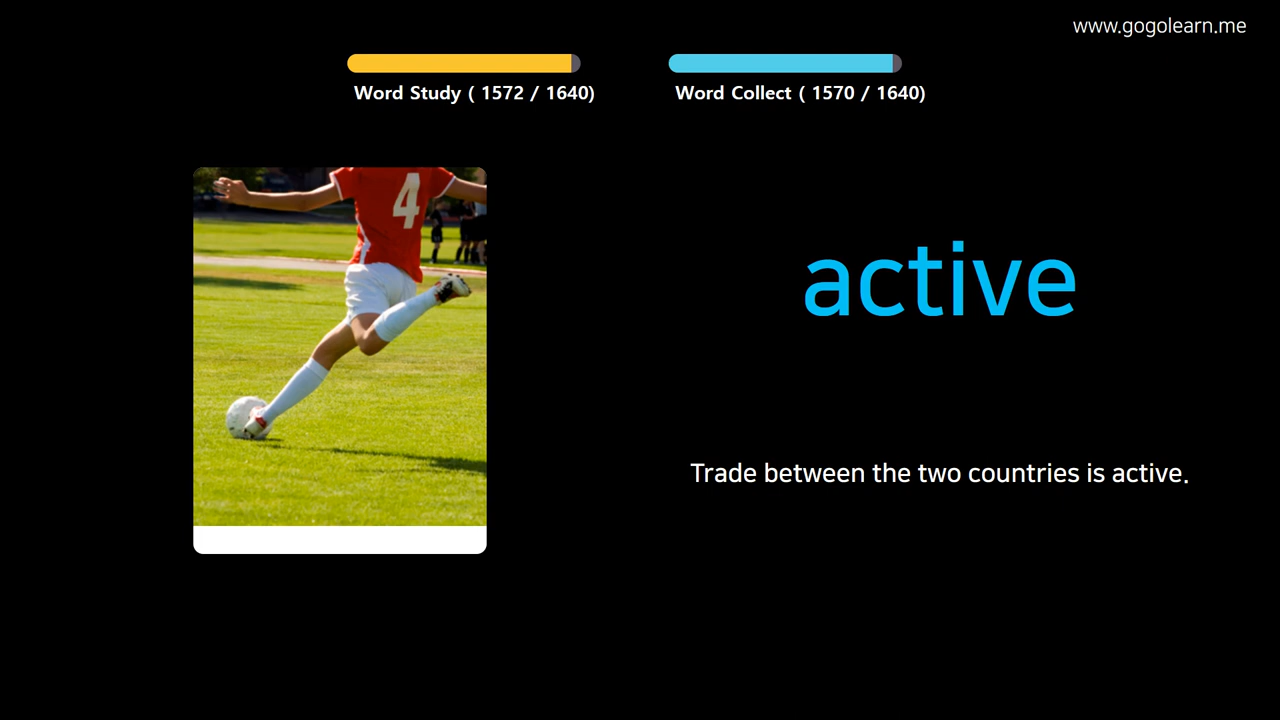 www.gogolearn.me
Word Study ( 1572 / 1640)
Word Collect ( 1570 / 1640)
4
active
Trade between the two countries is active.